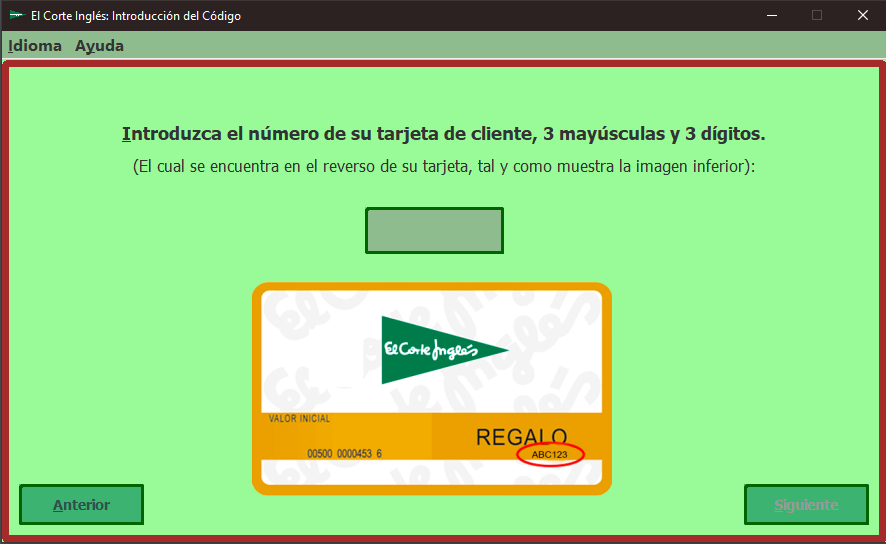 El Corte Inglés: Introducción del Código
Idioma Ayuda
Introduzca el número de su tarjeta de cliente, 3 mayúsculas y 3 dígitos.
(El cual se encuentra en el reverso de su tarjeta, tal y como muestra la imagen inferior):
El Corte Inglés
VALOR INICIAL
REGALO
00500 0000453 6
ABC123
Anterior
Siguiente